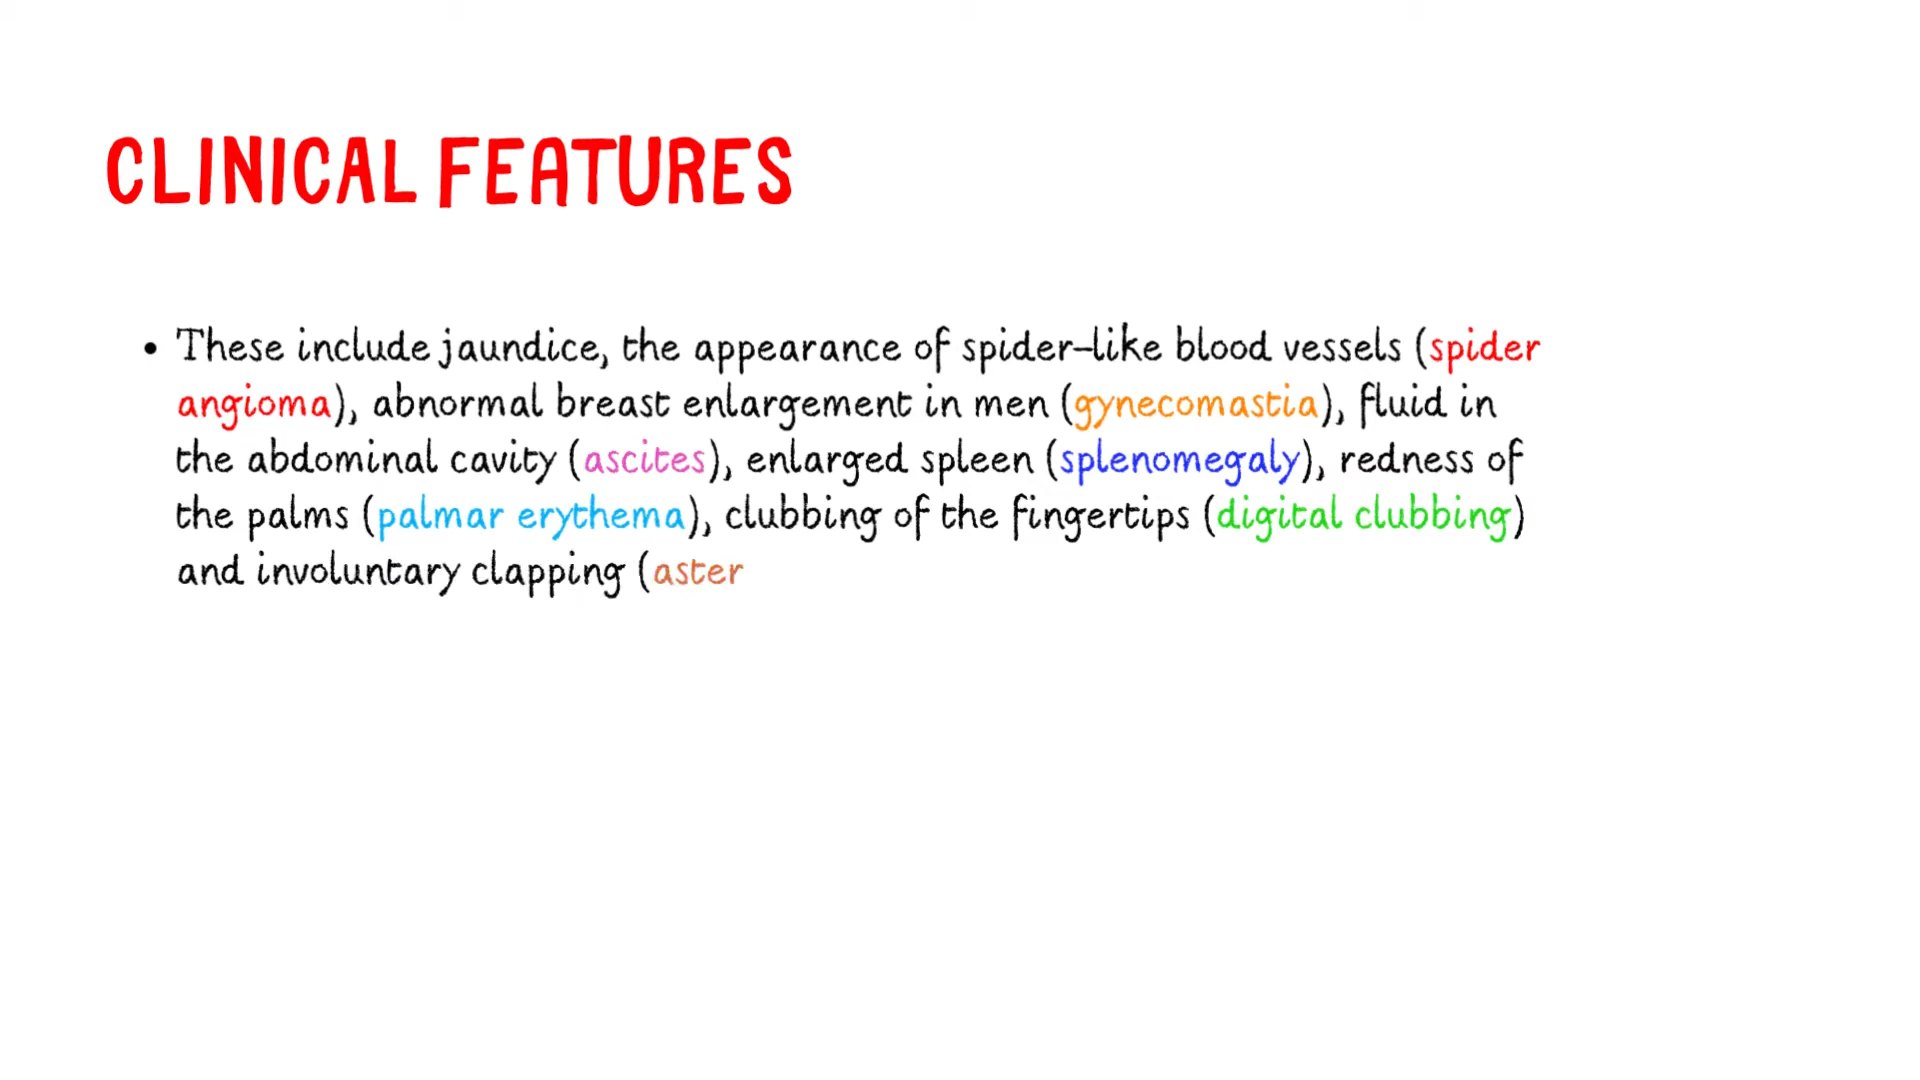 CLINICAL FEATURES
• These include jaundice, the appearance of spider-like blood vessels (spider
angioma), abnormal breast enlargement in men (gynecomastia), fluid in
the abdominal cavity (ascites), enlarged spleen (splenomegaly), redness of
the palms (palmar erythema), clubbing of the fingertips (digital clubbing)
and involuntary clapping (aster